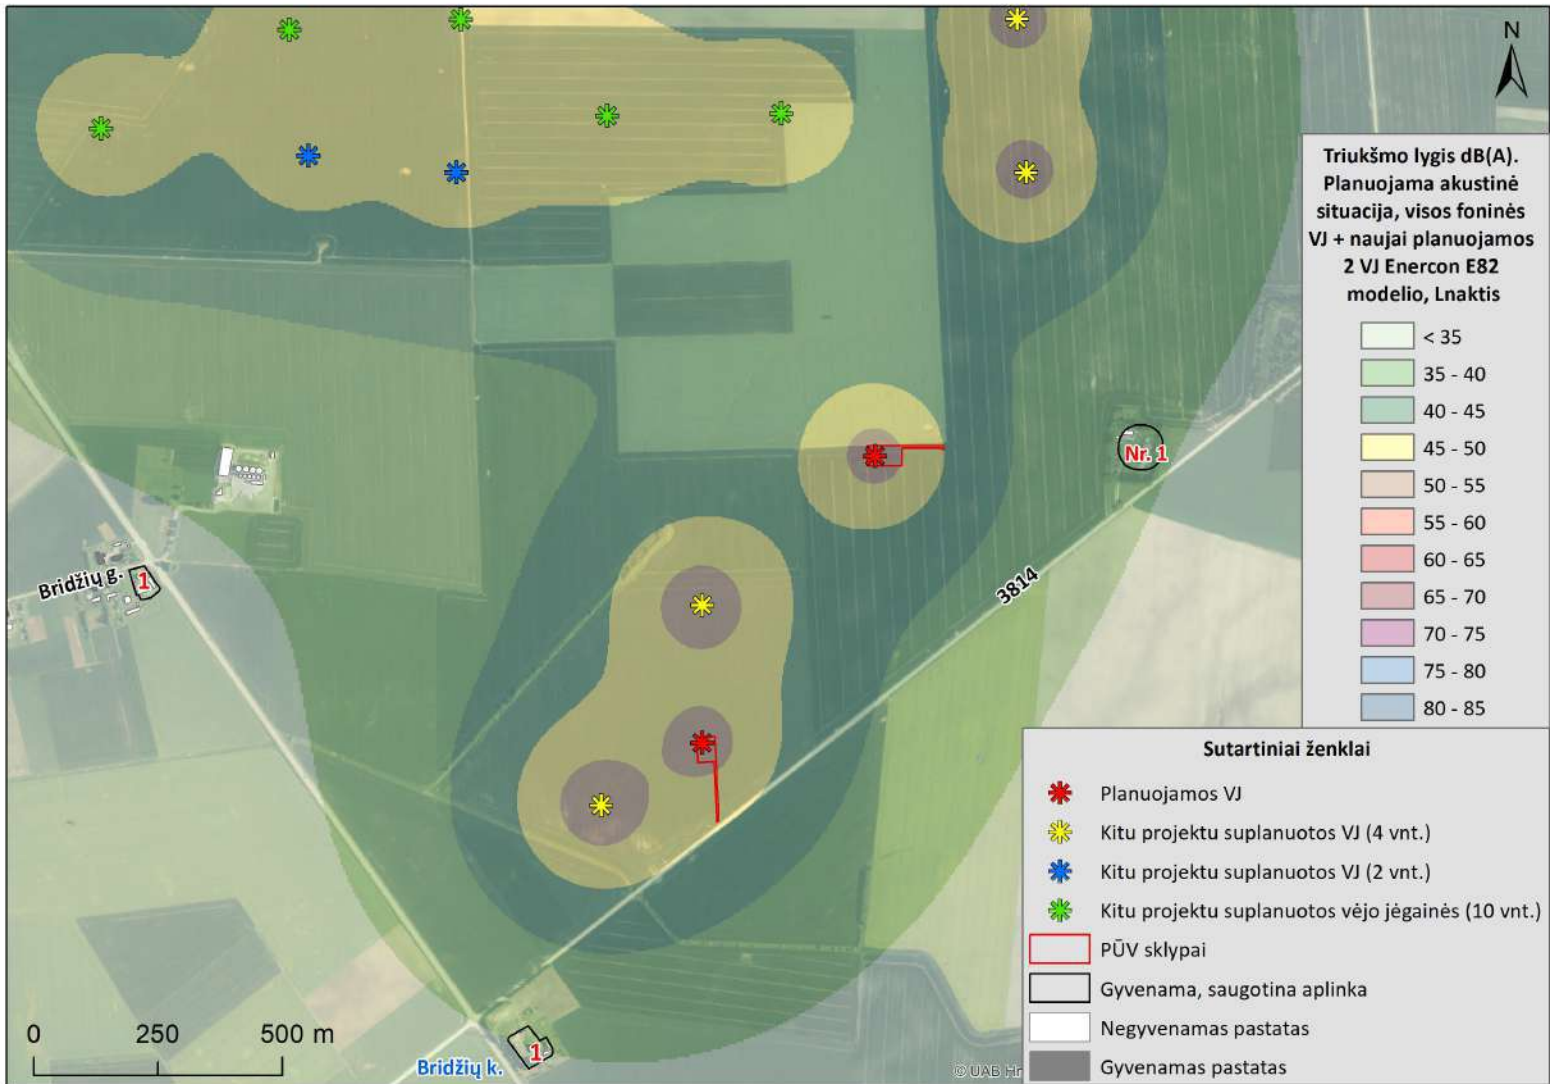 N
Triukšmo lygis dB(A).
Planuojama akustinė
situacija, visos foninės
VJ + naujai planuojamos
2 VJ Enercon E82
modelio, Lnaktis
< 35
35 - 40
40 - 45
45 - 50
50 - 55
55 - 60
60 - 65
65 - 70
70 - 75
75 - 80
80 - 85
Nr. 1
Bridžių g.
1
3814
Sutartiniai ženklai
Planuojamos VJ
Kitu projektu suplanuotos VJ (4 vnt.)
Kitu projektu suplanuotos VJ (2 vnt.)
Kitu projektu suplanuotos vėjo jėgainės (10 vnt.)
PŪV sklypai
Gyvenama, saugotina aplinka
Negyvenamas pastatas
Gyvenamas pastatas
0 250 500 m
1
Bridžių k.
© UAB